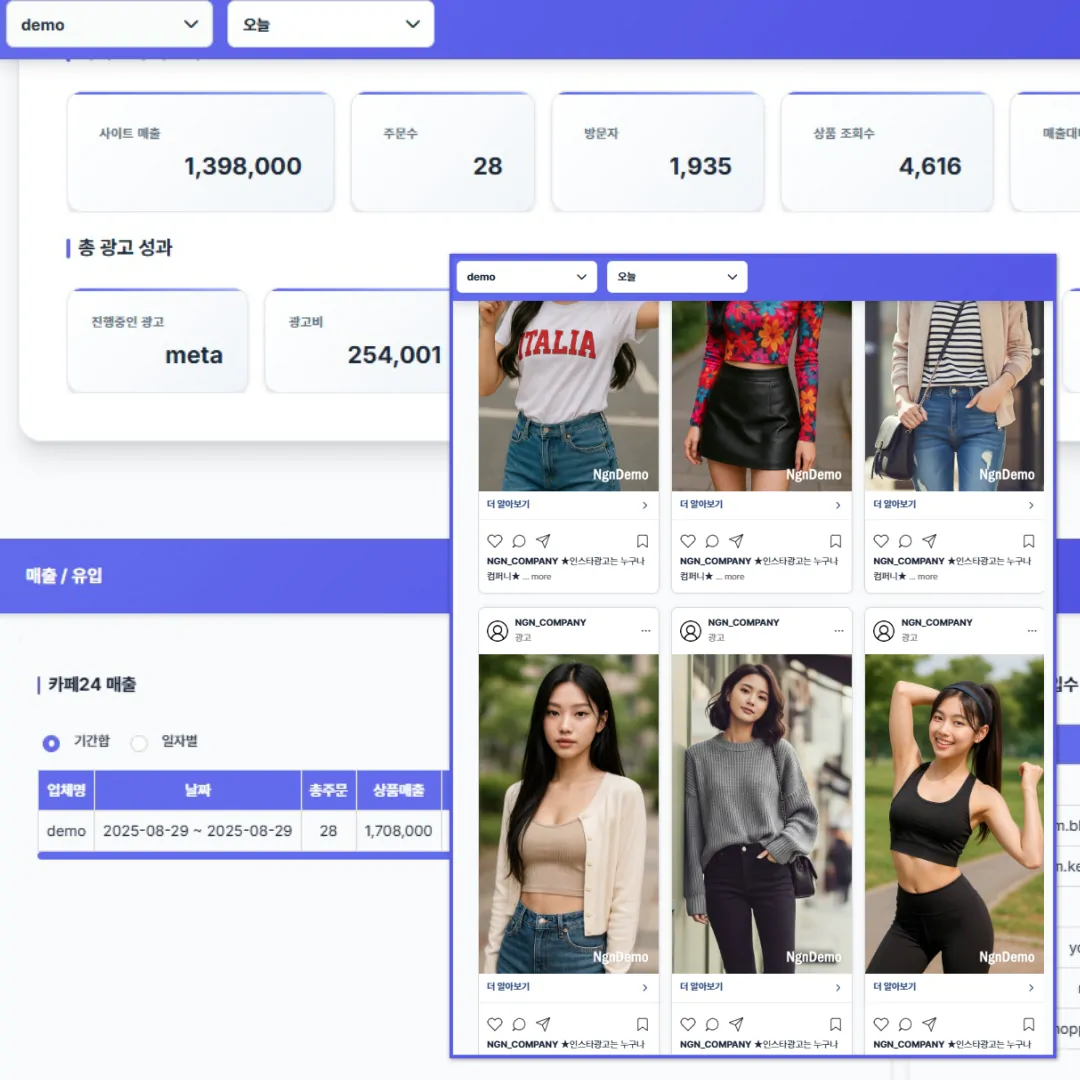 demo
오늘
사이트 매출
1,398,000
주문수
28
방문자
1,935
상품 조회수
4,616
총 광고 성과
진행중인 광고
meta
광고비
254,001
매출 / 유입
카페24 매출
기간합
일자별
업체명 날짜 총주문 상품매출
demo 2025-08-29 ~ 2025-08-29 28 1,708,000
demo
오늘
ITALIA
NgnDemo
NgnDemo
NgnDemo
더 알아보기
더 알아보기
더 알아보기
NGN_COMPANY ★인스타광고는 누구나
컴퍼니★ ... more
NGN_COMPANY ★인스타광고는 누구나
컴퍼니★ ... more
NGN_COMPANY ★인스타광고는 누구나
컴퍼니★ ... more
NGN_COMPANY
광고
NGN_COMPANY
광고
NGN_COMPANY
광고
NgnDemo
NgnDemo
NgnDemo
더 알아보기
더 알아보기
더 알아보기
NGN_COMPANY ★인스타광고는 누구나
NGN_COMPANY ★인스타광고는 누구나
NGN_COMPANY ★인스타광고는 누구나